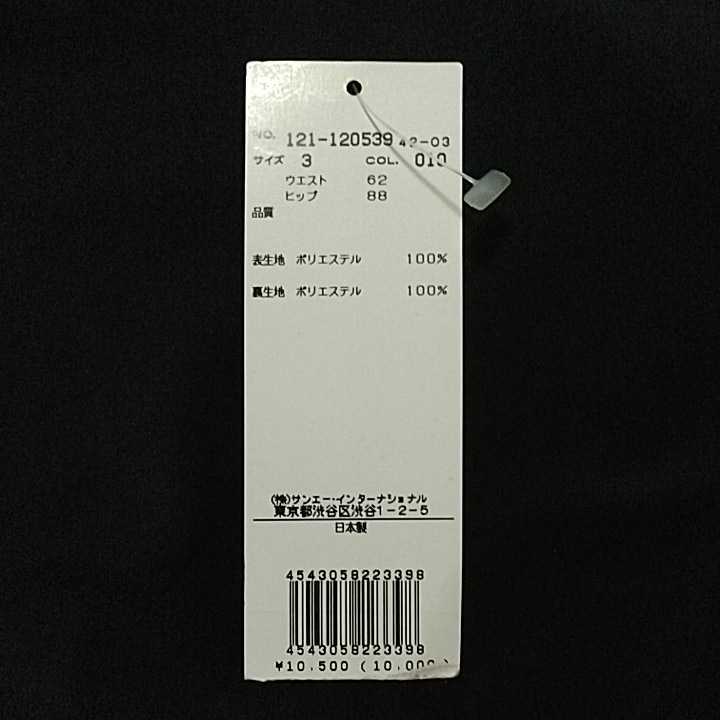 NO. 121-120539 42-03
サイズ 3 COL. 010
ウエスト 62
ヒップ 88
品質
表生地 ポリエステル 100%
裏生地 ポリエステル 100%
(株)サンエー・インターナショナル
東京都渋谷区渋谷1-2-5
日本製
4543058223398
4543058223398
¥10,500 (10,000)